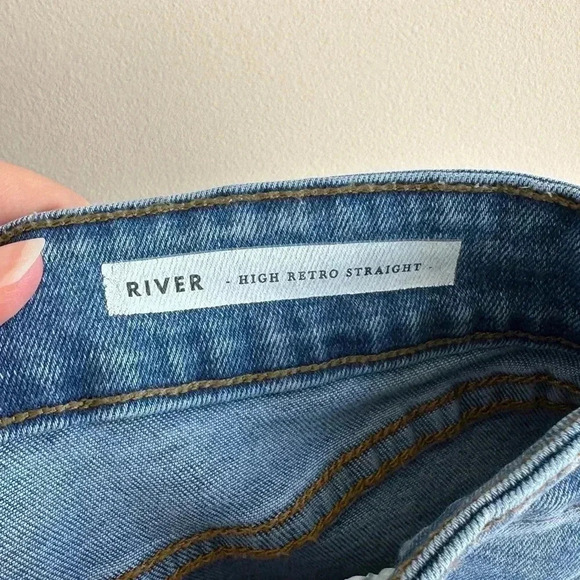 RIVER - HIGH RETRO STRAIGHT -